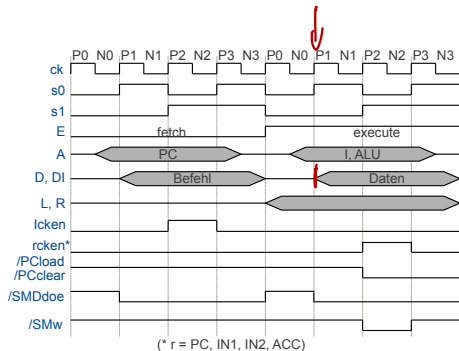 P0 N0 P1 N1 P2 N2 P3 N3 P0 N0 P1 N1 P2 N2 P3 N3
ck
s0
s1
E fetch execute
A PC I, ALU
D, DI Befehl Daten
L, R
Icken
rcken*
/PCload
/PCclear
/SMDdoe
/SMw
(* r = PC, IN1, IN2, ACC)